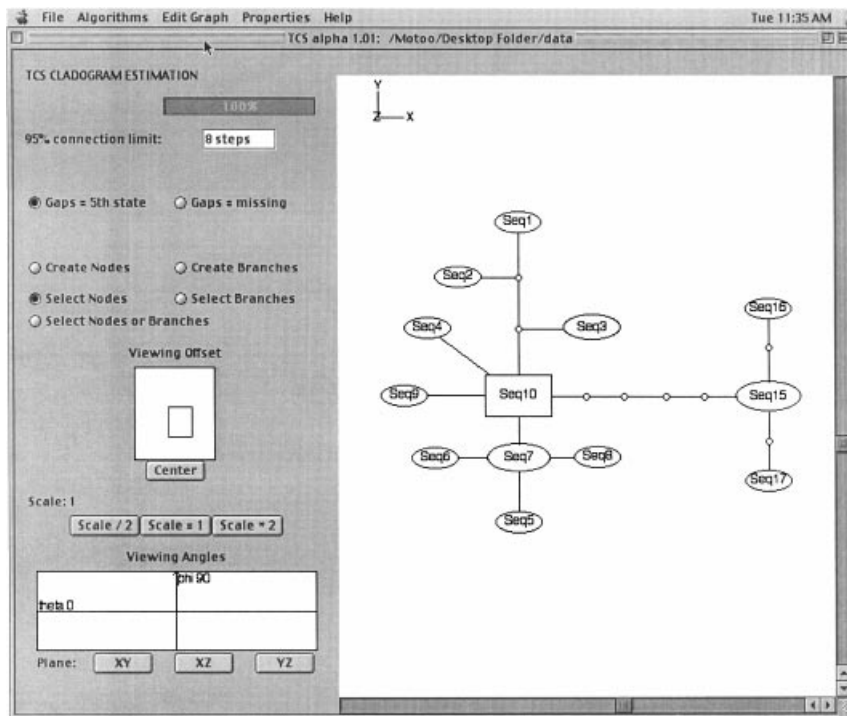 File Algorithms Edit Graph Properties Help Tue 11:35 AM
TCS alpha 1.01: /Motoo/Desktop Folder/data
TCS CLADOGRAM ESTIMATION
100%
95% connection limit: 8 steps
Gaps = 5th state Gaps = missing
Create Nodes Create Branches
Select Nodes Select Branches
Select Nodes or Branches
Viewing Offset
Center
Scale: 1
Scale / 2 Scale = 1 Scale * 2
Viewing Angles
phi 90
theta 0
Plane: XY XZ YZ
Y
Z X
Seq1
Seq2
Seq4 Seq3 Seq16
Seq9 Seq10 Seq15
Seq6 Seq7 Seq8
Seq17
Seq5